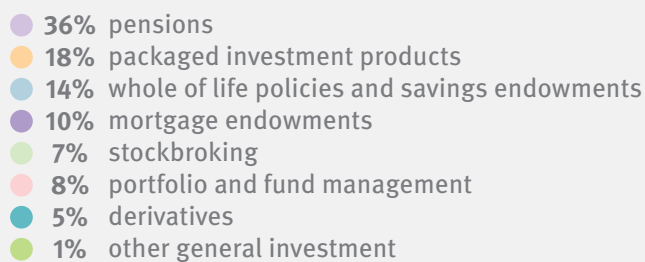 36% pensions
18% packaged investment products
14% whole of life policies and savings endowments
10% mortgage endowments
7% stockbroking
8% portfolio and fund management
5% derivatives
1% other general investment